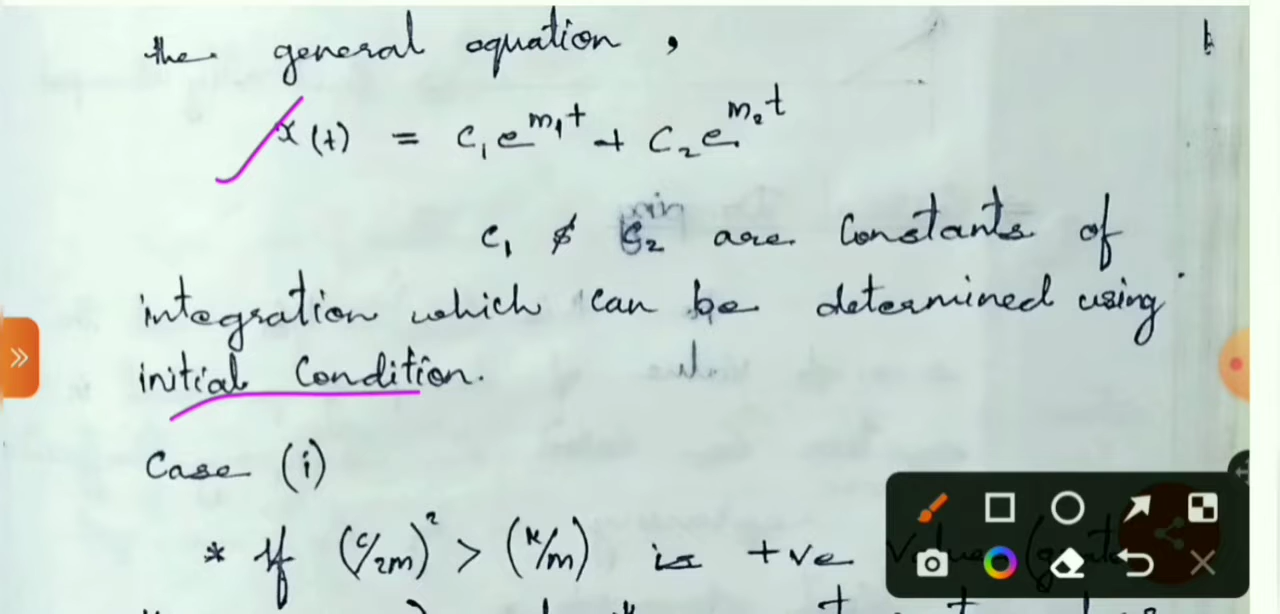 the general equation,
x(t) = C₁e^m₁t + C₂e^m₂t
C₁ & C₂ are Constants of
integration which can be determined using
initial Condition.
Case (i)
* If (c/2m)² > (k/m) is +ve